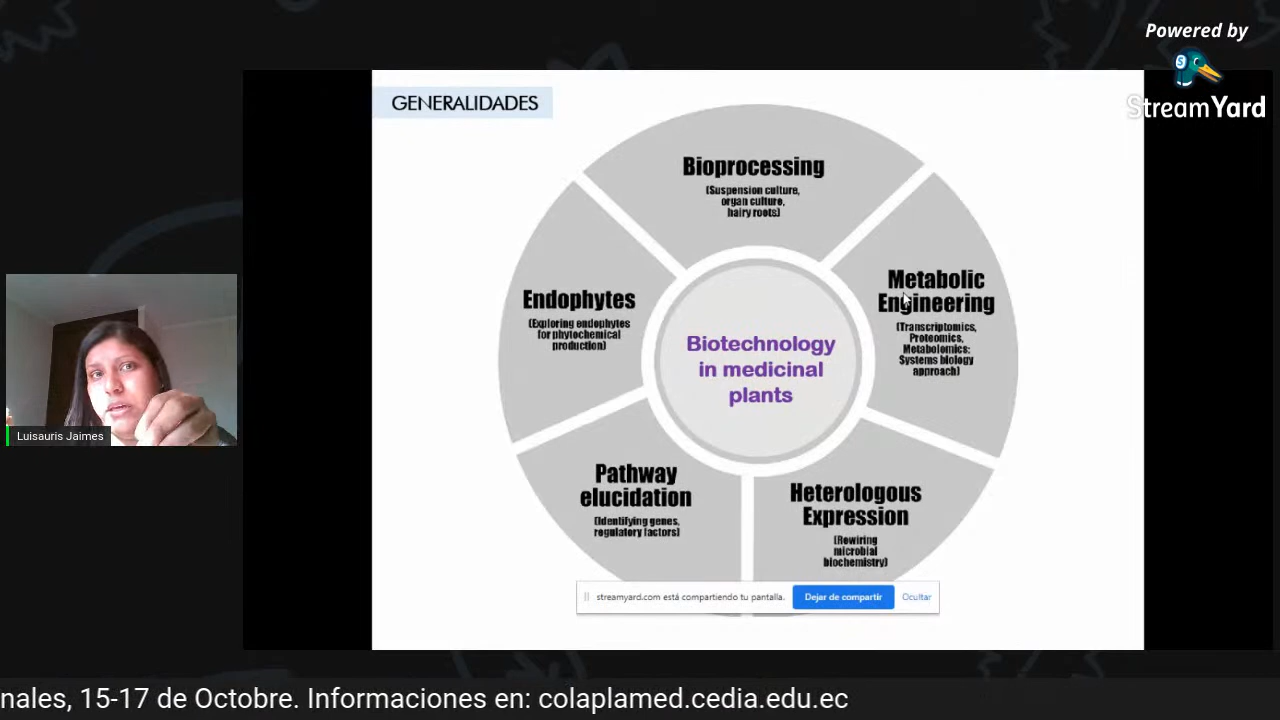 Powered by
StreamYard
GENERALIDADES
Bioprocessing
(Suspension culture,
organ culture,
hairy roots)
Metabolic
Engineering
(Transcriptomics,
Proteomics,
Metabolomics;
Systems biology
approach)
Endophytes
(Exploring endophytes
for phytochemical
production)
Biotechnology
in medicinal
plants
Pathway
elucidation
(Identifying genes,
regulatory factors)
Heterologous
Expression
(Rewiring
microbial
biochemistry)
Luisauris Jaimes
streamyard.com está compartiendo tu pantalla.
Dejar de compartir
Ocultar
nales, 15-17 de Octubre. Informaciones en: colaplamed.cedia.edu.ec